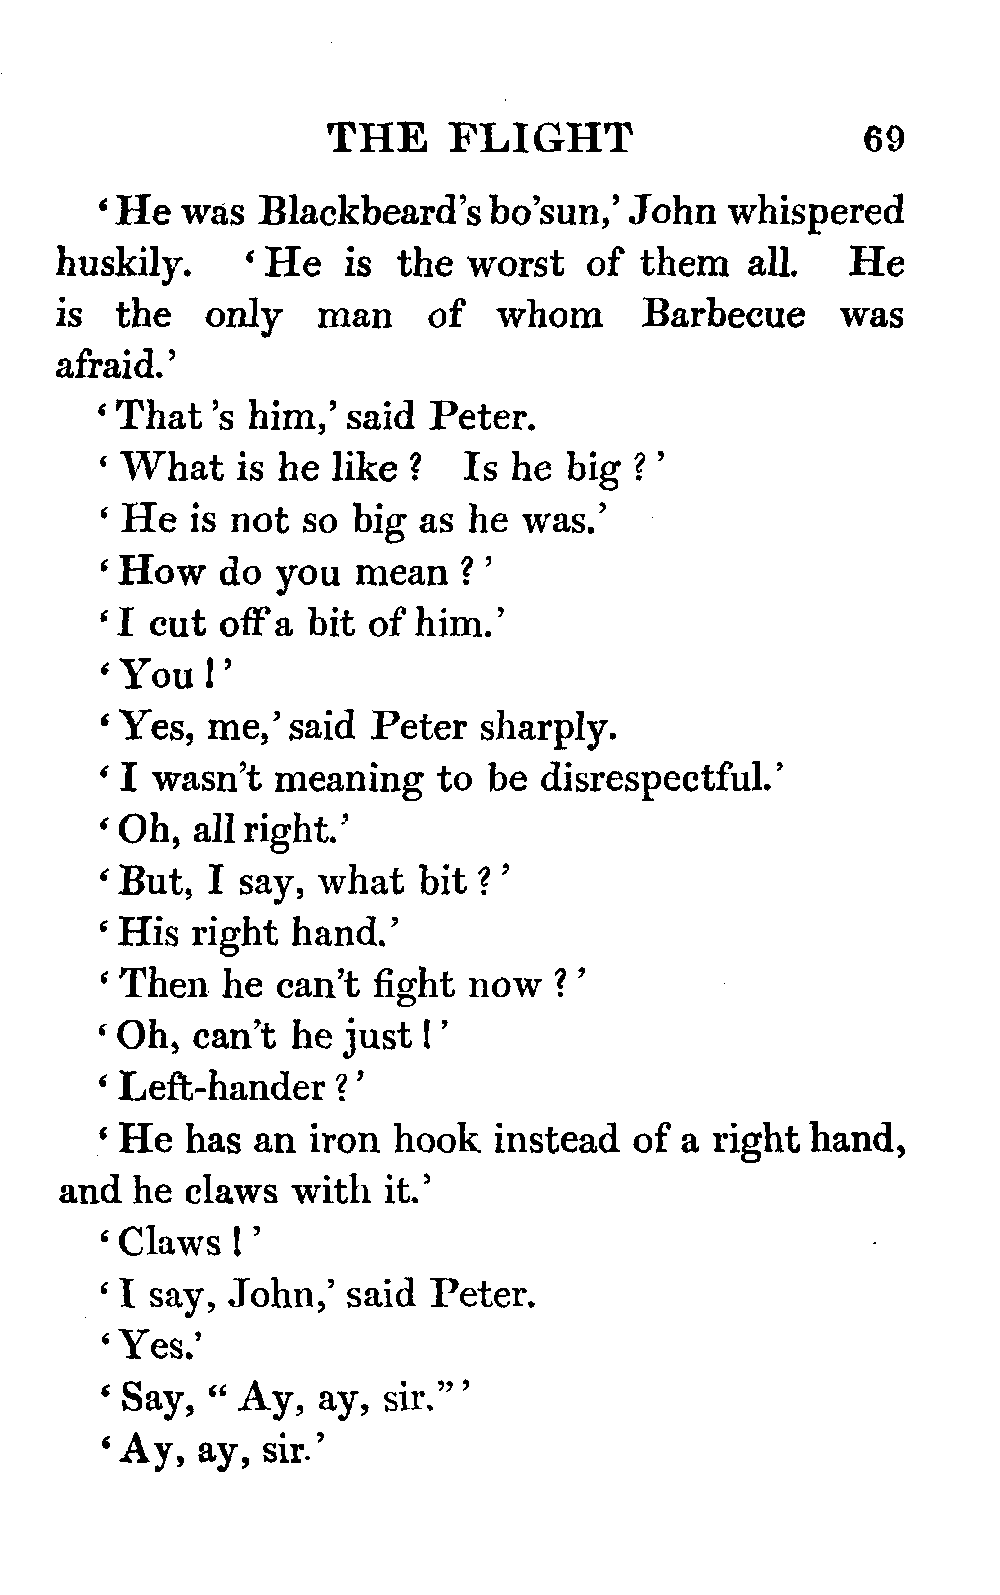 THE FLIGHT 69
‘He was Blackbeard’s bo’sun,’ John whispered
huskily. ‘He is the worst of them all. He
is the only man of whom Barbecue was
afraid.’
‘That’s him,’ said Peter.
‘What is he like? Is he big?’
‘He is not so big as he was.’
‘How do you mean?’
‘I cut off a bit of him.’
‘You!’
‘Yes, me,’ said Peter sharply.
‘I wasn’t meaning to be disrespectful.’
‘Oh, all right.’
‘But, I say, what bit?’
‘His right hand.’
‘Then he can’t fight now?’
‘Oh, can’t he just!’
‘Left-hander?’
‘He has an iron hook instead of a right hand,
and he claws with it.’
‘Claws!’
‘I say, John,’ said Peter.
‘Yes.’
‘Say, “Ay, ay, sir.”’
‘Ay, ay, sir.’